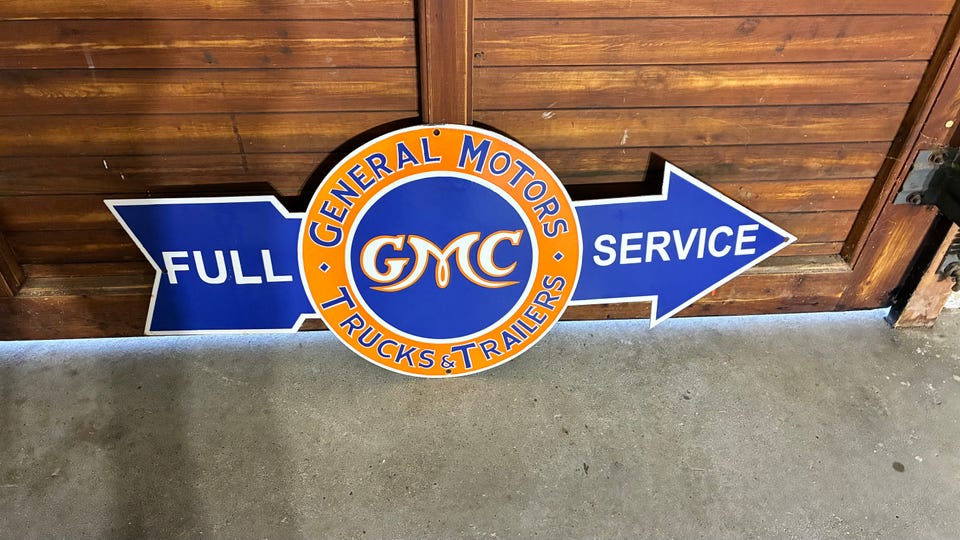 GENERAL MOTORS
FULL
GMC
SERVICE
TRUCKS & TRAILERS